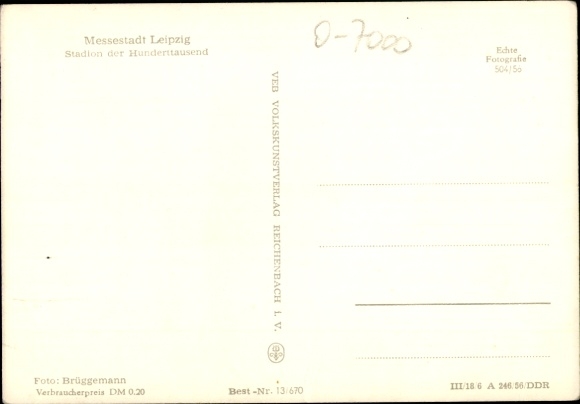 Messestadt Leipzig
Stadion der Hunderttausend
0-7000
Echte
Fotografie
504/56
VEB VOLKSKUNSTVERLAG REICHENBACH I. V.
Foto: Brüggemann
Verbraucherpreis DM 0.20
Best-Nr. 13/670
III/18 6 A 246/56/DDR